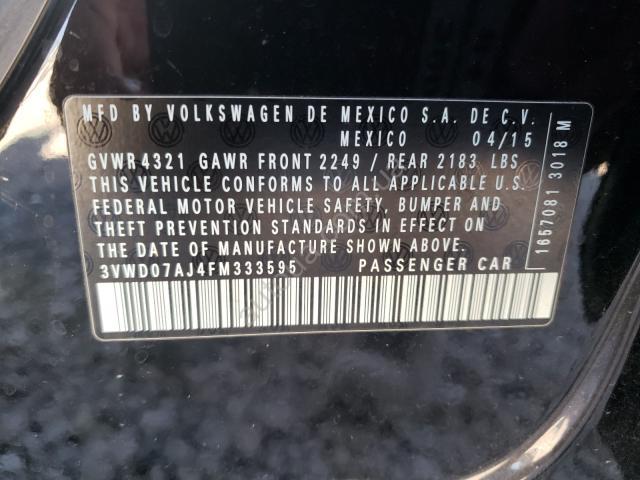 MFD BY VOLKSWAGEN DE MEXICO S.A. DE C.V.
MEXICO 04/15
GVWR 4321 GAWR FRONT 2249 / REAR 2183 LBS
THIS VEHICLE CONFORMS TO ALL APPLICABLE U.S.
FEDERAL MOTOR VEHICLE SAFETY, BUMPER AND
THEFT PREVENTION STANDARDS IN EFFECT ON
THE DATE OF MANUFACTURE SHOWN ABOVE.
3VWD07AJ4FM333595 PASSENGER CAR
1657081 3018 M